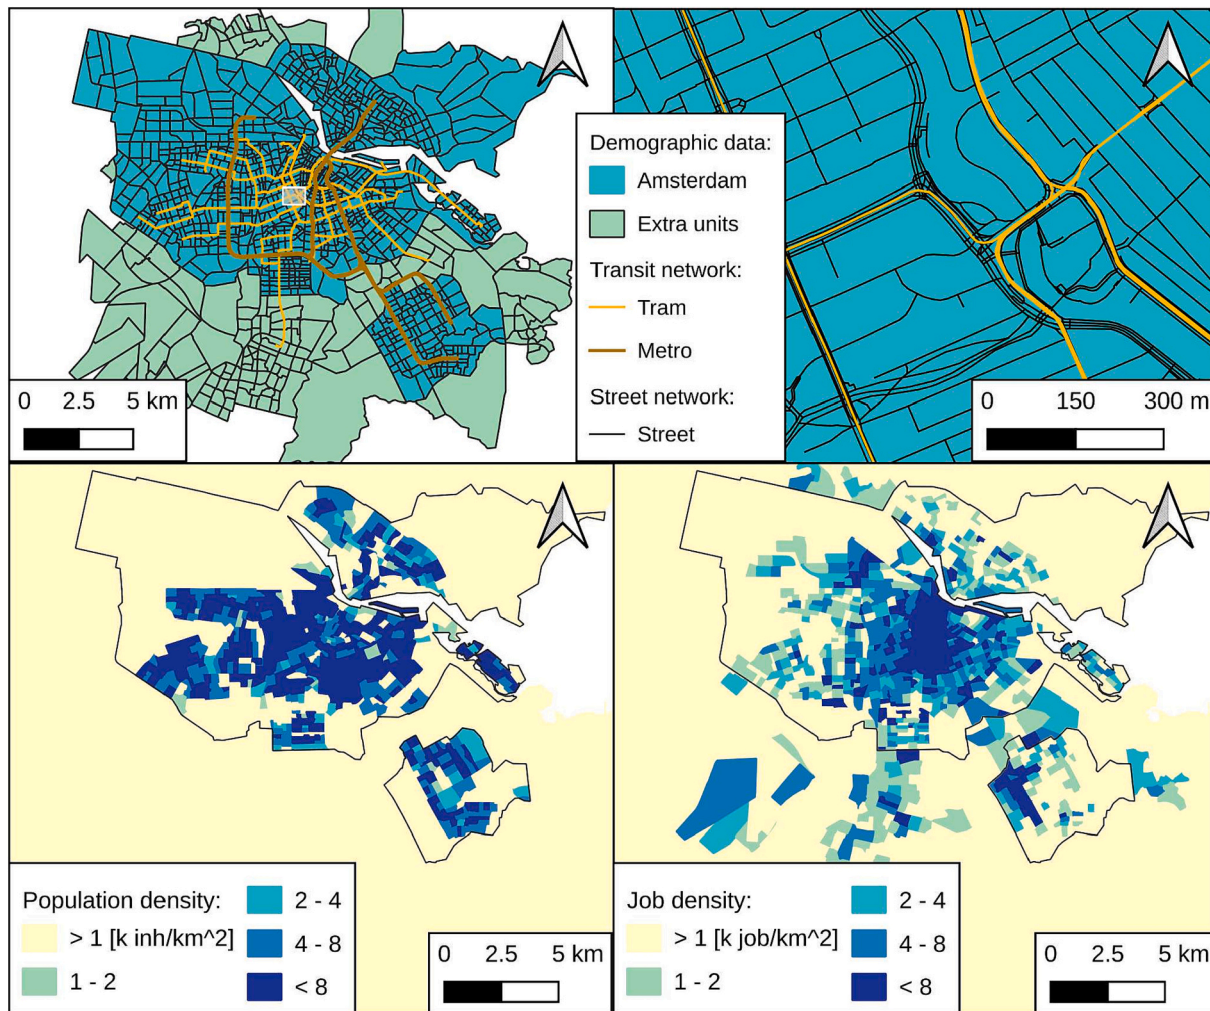 Demographic data:
Amsterdam
Extra units
Transit network:
Tram
Metro
Street network:
Street
0 2.5 5 km
0 150 300 m
Population density:
> 1 [k inh/km^2]
1 - 2
2 - 4
4 - 8
< 8
0 2.5 5 km
Job density:
> 1 [k job/km^2]
1 - 2
2 - 4
4 - 8
< 8
0 2.5 5 km